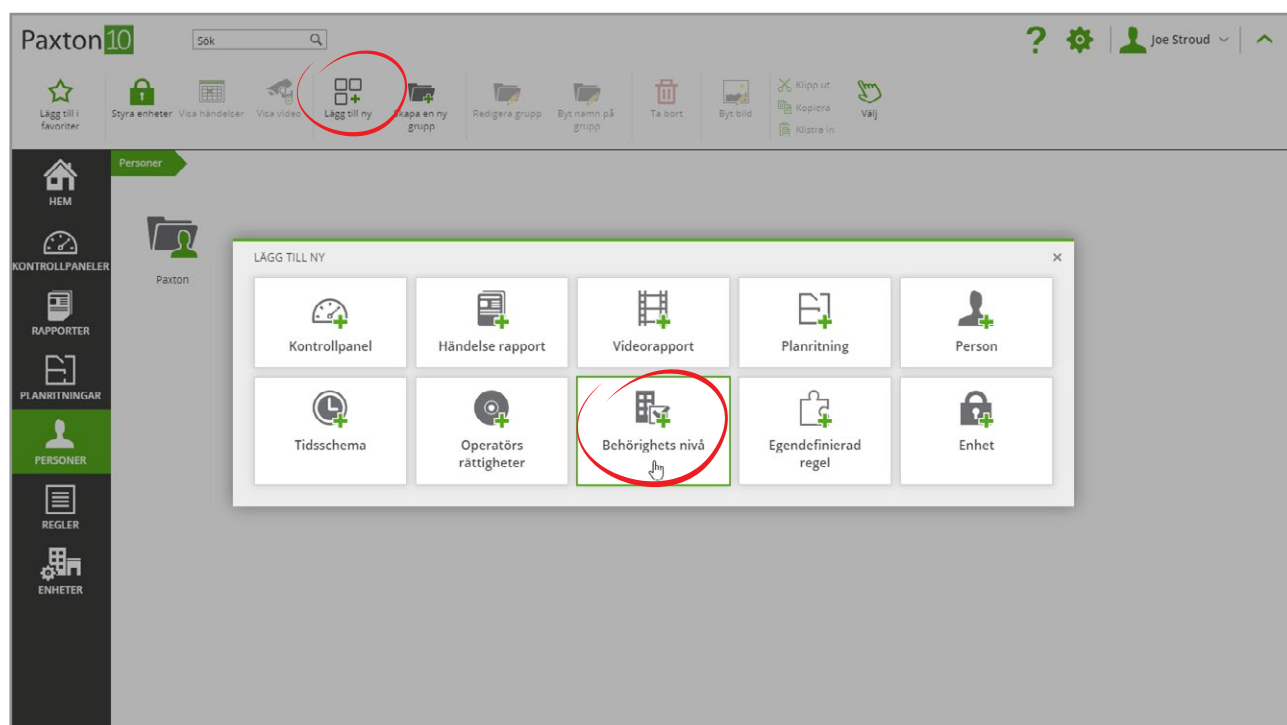 Paxton10
Sök
Joe Stroud
Lägg till i
favoriter
Styra enheter
Visa händelser
Visa video
Lägg till ny
Skapa en ny
grupp
Redigera grupp
Byt namn på
grupp
Ta bort
Byt bild
Klipp ut
Kopiera
Klistra in
Välj
HEM
KONTROLLPANELER
RAPPORTER
PLANRITNINGAR
PERSONER
REGLER
ENHETER
Personer
Paxton
LÄGG TILL NY
Kontrollpanel
Händelse rapport
Videorapport
Planritning
Person
Tidsschema
Operatörs
rättigheter
Behörighets nivå
Egendefinierad
regel
Enhet